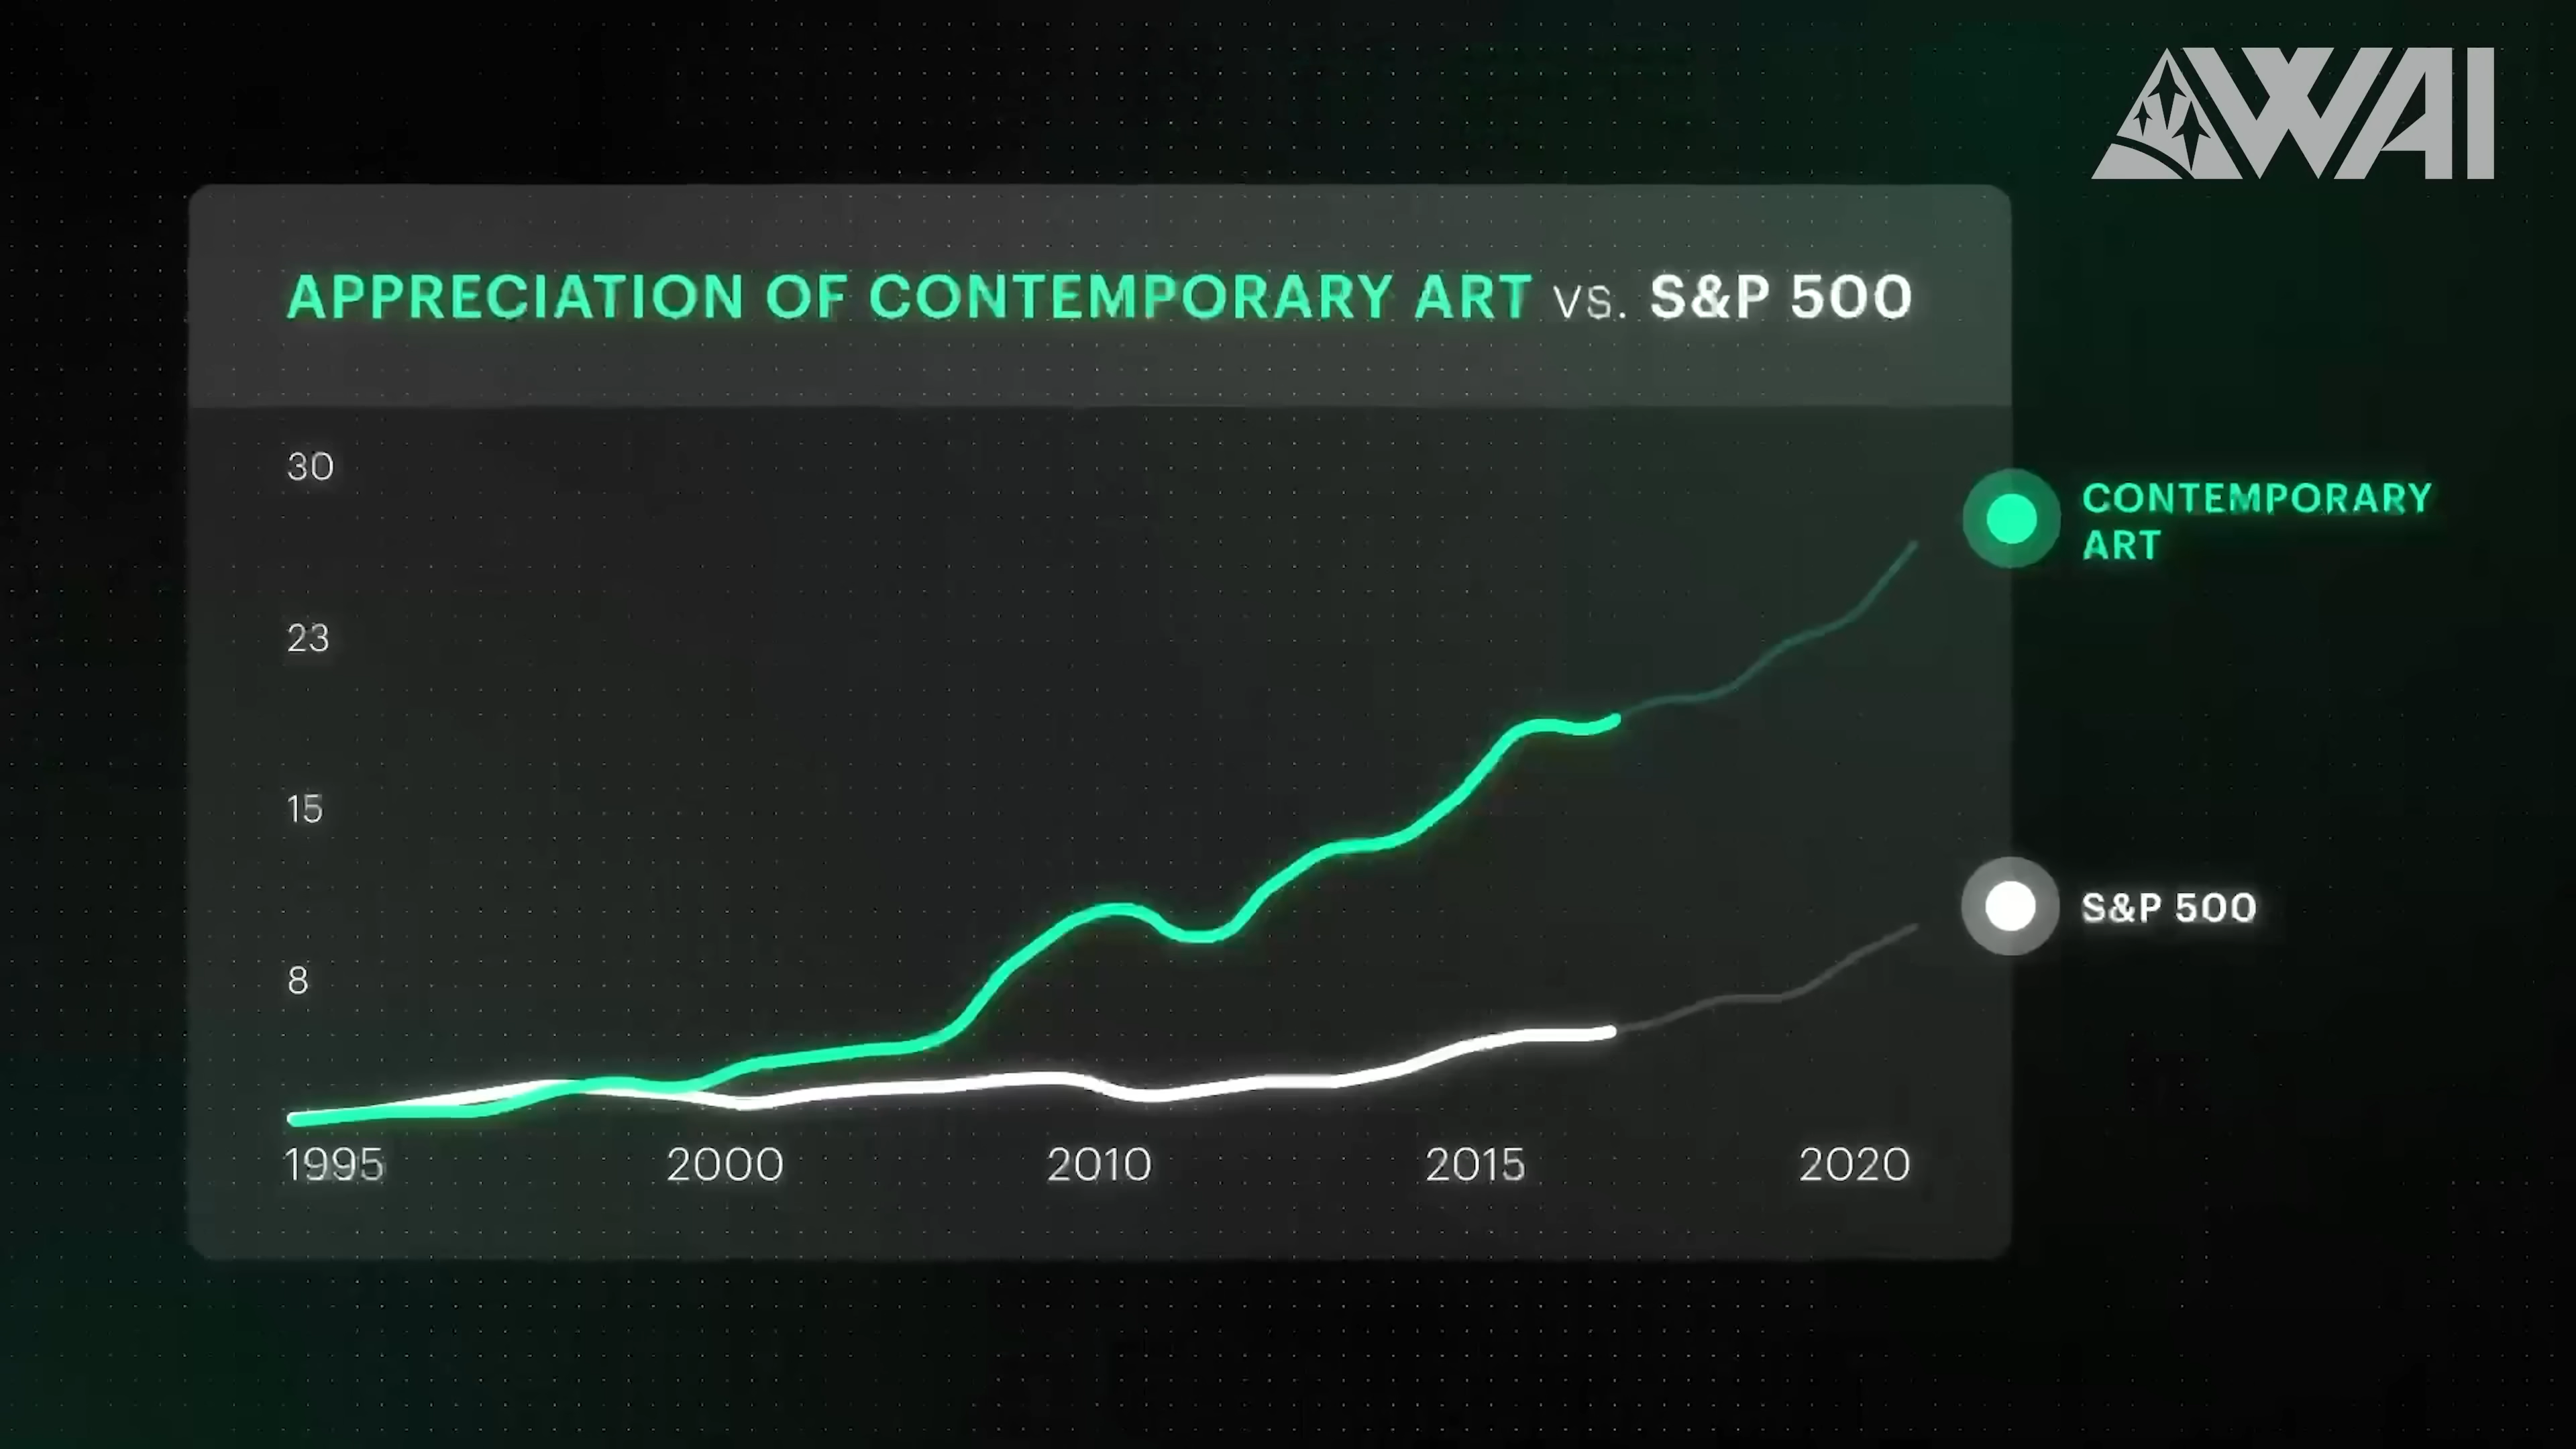 AWAI
APPRECIATION OF CONTEMPORARY ART VS. S&P 500
30
23
15
8
1995
2000
2010
2015
2020
CONTEMPORARY
ART
S&P 500